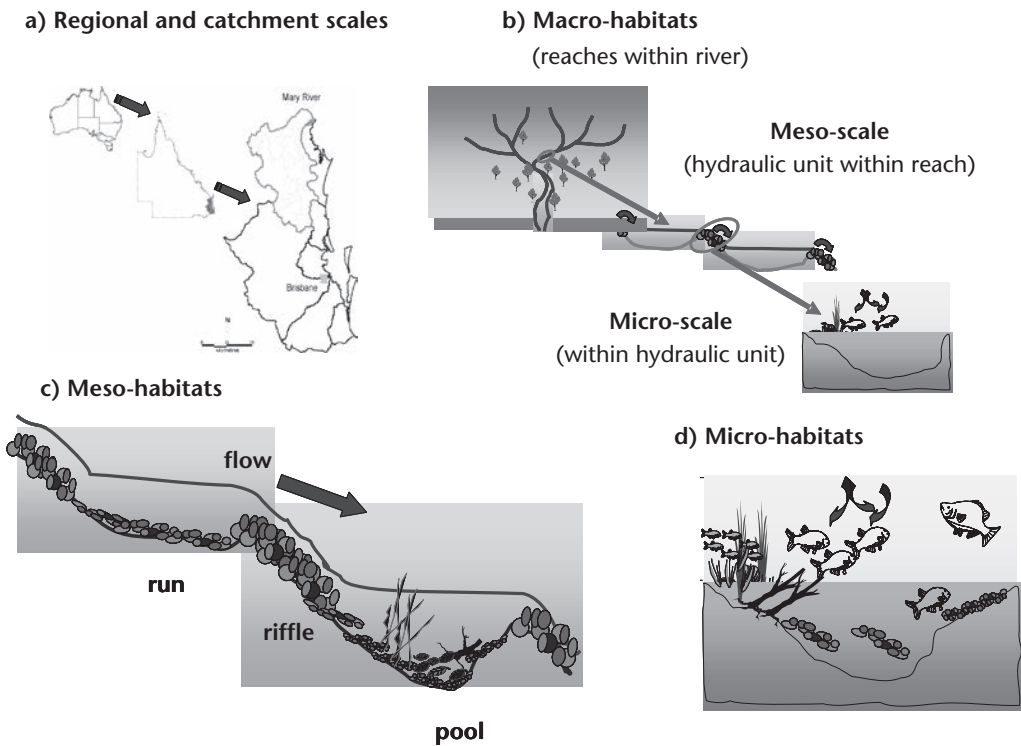 a) Regional and catchment scales
Mary River
Brisbane
N
b) Macro-habitats
(reaches within river)
Meso-scale
(hydraulic unit within reach)
Micro-scale
(within hydraulic unit)
c) Meso-habitats
flow
run
riffle
pool
d) Micro-habitats